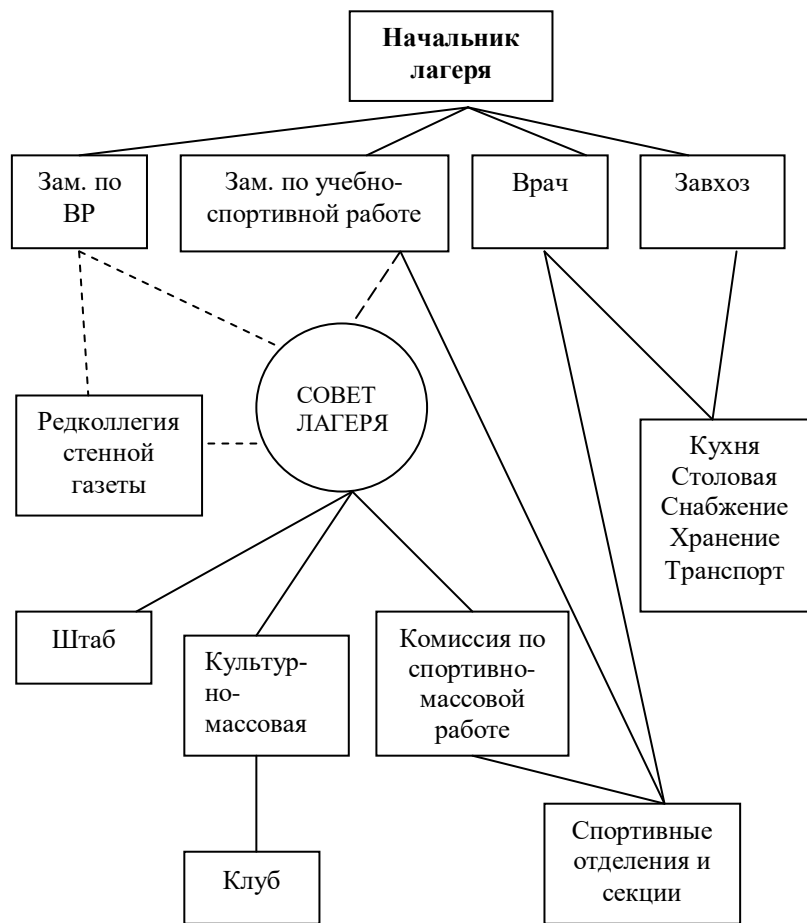 Начальник
лагеря
Зам. по
ВР
Зам. по учебно-
спортивной работе
Врач
Завхоз
СОВЕТ
ЛАГЕРЯ
Редколлегия
стенной
газеты
Кухня
Столовая
Снабжение
Хранение
Транспорт
Штаб
Культур-
но-
массовая
Комиссия по
спортивно-
массовой
работе
Клуб
Спортивные
отделения и
секции